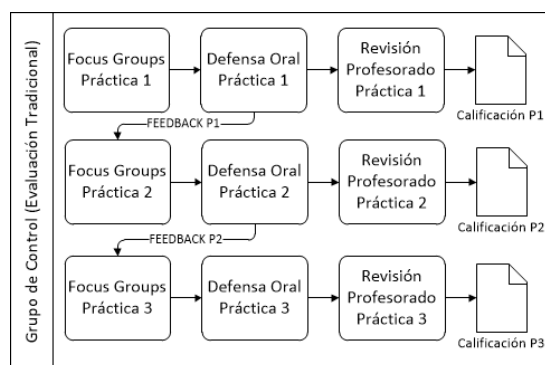 Grupo de Control (Evaluación Tradicional)
Focus Groups
Práctica 1
Defensa Oral
Práctica 1
Revisión
Profesorado
Práctica 1
Calificación P1
FEEDBACK P1
Focus Groups
Práctica 2
Defensa Oral
Práctica 2
Revisión
Profesorado
Práctica 2
Calificación P2
FEEDBACK P2
Focus Groups
Práctica 3
Defensa Oral
Práctica 3
Revisión
Profesorado
Práctica 3
Calificación P3